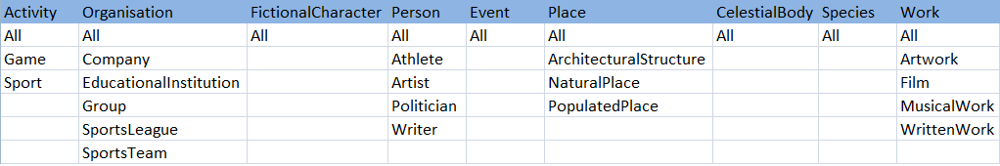 Activity Organisation FictionalCharacter Person Event Place CelestialBody Species Work
All All All All All All All All All
Game Company Athlete ArchitecturalStructure Artwork
Sport EducationalInstitution Artist NaturalPlace Film
Group Politician PopulatedPlace MusicalWork
SportsLeague Writer WrittenWork
SportsTeam